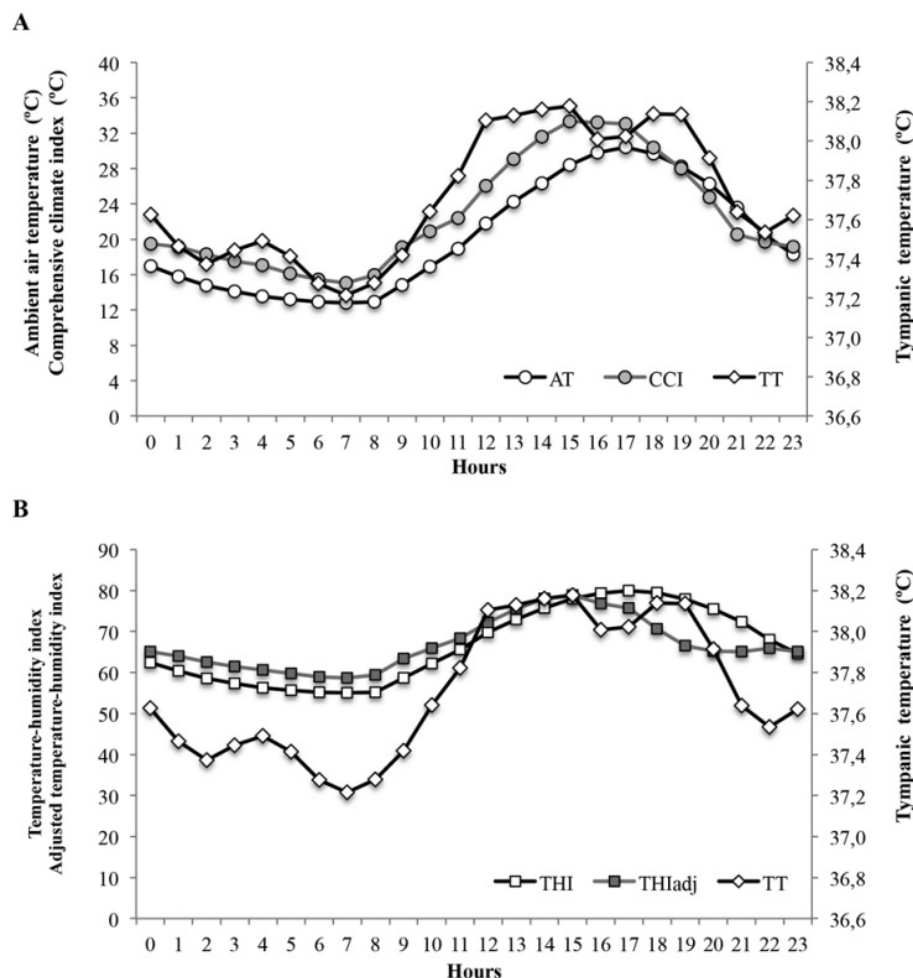 A
Ambient air temperature (ºC)
Comprehensive climate index (ºC)
40
36
32
28
24
20
16
12
8
4
0
38,4
38,2
38,0
37,8
37,6
37,4
37,2
37,0
36,8
36,6
Tympanic temperature (ºC)
AT CCI TT
0 1 2 3 4 5 6 7 8 9 10 11 12 13 14 15 16 17 18 19 20 21 22 23
Hours
B
Temperature-humidity index
Adjusted temperature-humidity index
90
80
70
60
50
40
30
20
10
0
38,4
38,2
38,0
37,8
37,6
37,4
37,2
37,0
36,8
36,6
Tympanic temperature (ºC)
THI THIadj TT
0 1 2 3 4 5 6 7 8 9 10 11 12 13 14 15 16 17 18 19 20 21 22 23
Hours